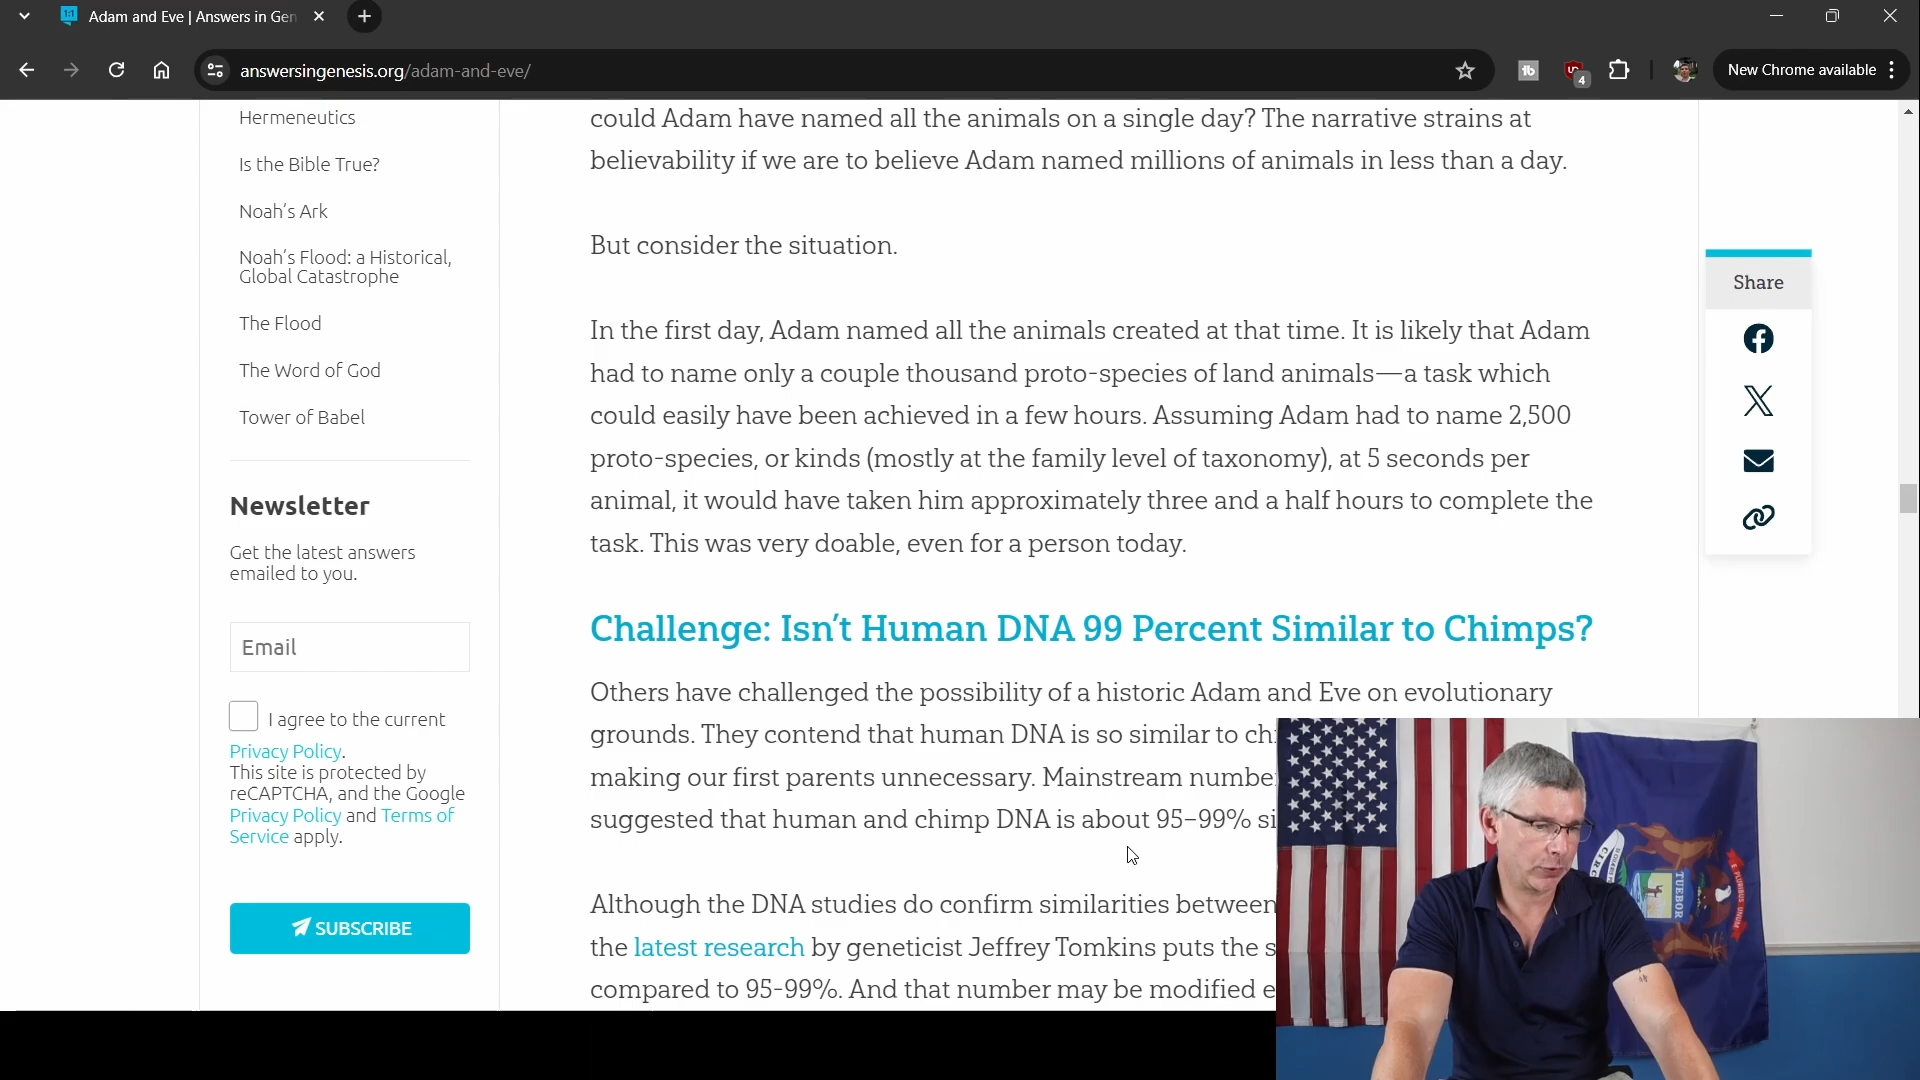 Adam and Eve | Answers in Gen
answersingenesis.org/adam-and-eve/
4
New Chrome available
Hermeneutics
Is the Bible True?
Noah's Ark
Noah's Flood: a Historical,
Global Catastrophe
The Flood
The Word of God
Tower of Babel
Newsletter
Get the latest answers
emailed to you.
Email
I agree to the current
Privacy Policy.
This site is protected by
reCAPTCHA, and the Google
Privacy Policy and Terms of
Service apply.
SUBSCRIBE
could Adam have named all the animals on a single day? The narrative strains at
believability if we are to believe Adam named millions of animals in less than a day.
But consider the situation.
In the first day, Adam named all the animals created at that time. It is likely that Adam
had to name only a couple thousand proto-species of land animals—a task which
could easily have been achieved in a few hours. Assuming Adam had to name 2,500
proto-species, or kinds (mostly at the family level of taxonomy), at 5 seconds per
animal, it would have taken him approximately three and a half hours to complete the
task. This was very doable, even for a person today.
Challenge: Isn't Human DNA 99 Percent Similar to Chimps?
Others have challenged the possibility of a historic Adam and Eve on evolutionary
grounds. They contend that human DNA is so similar to ch
making our first parents unnecessary. Mainstream numbe
suggested that human and chimp DNA is about 95–99% si
Although the DNA studies do confirm similarities between
the latest research by geneticist Jeffrey Tomkins puts the s
compared to 95-99%. And that number may be modified e
Share
TUEBOR
E PLURIBUS UNUM